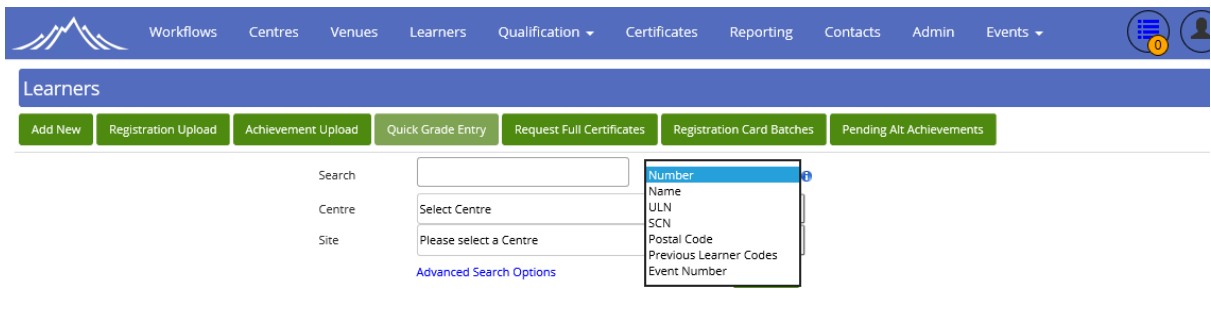 Workflows Centres Venues Learners Qualification Certificates Reporting Contacts Admin Events
0
Learners
Add New Registration Upload Achievement Upload Quick Grade Entry Request Full Certificates Registration Card Batches Pending Alt Achievements
Search
Number
Name
ULN
SCN
Postal Code
Previous Learner Codes
Event Number
Centre Select Centre
Site Please select a Centre
Advanced Search Options